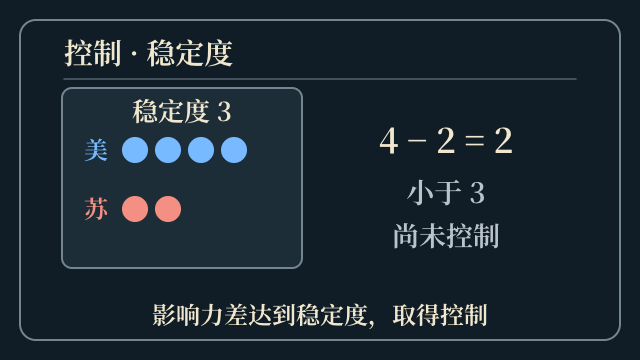 控制 · 稳定度
稳定度 3
美
苏
4 − 2 = 2
小于 3
尚未控制
影响力差达到稳定度，取得控制